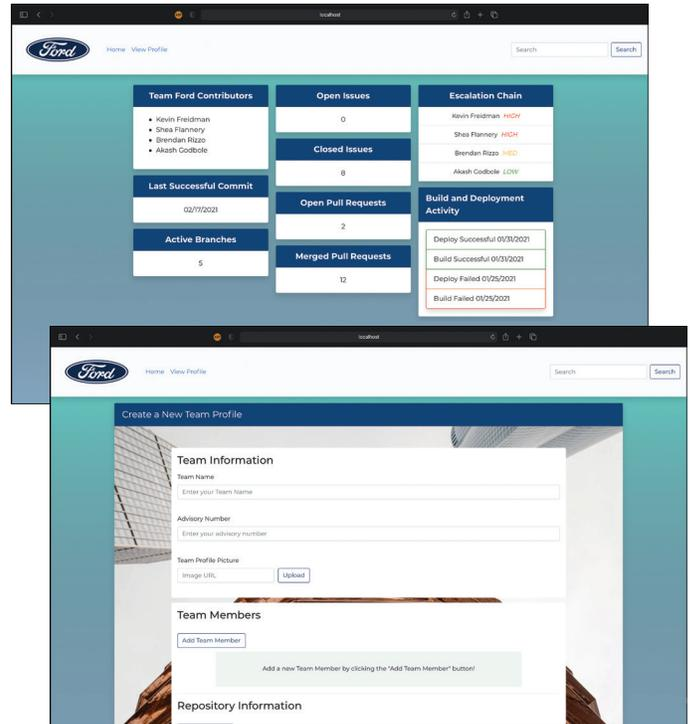 localhost
Ford
Home View Profile
Search Search
Team Ford Contributors
• Kevin Freidman
• Shea Flannery
• Brendan Rizzo
• Akash Godbole
Last Successful Commit
02/17/2021
Active Branches
5
Open Issues
0
Closed Issues
8
Open Pull Requests
2
Merged Pull Requests
12
Escalation Chain
Kevin Freidman HIGH
Shea Flannery HIGH
Brendan Rizzo MED
Akash Godbole LOW
Build and Deployment
Activity
Deploy Successful 01/31/2021
Build Successful 01/31/2021
Deploy Failed 01/25/2021
Build Failed 01/25/2021
localhost
Ford
Home View Profile
Search Search
Create a New Team Profile
Team Information
Team Name
Enter your Team Name
Advisory Number
Enter your advisory number
Team Profile Picture
Image URL Upload
Team Members
Add Team Member
Add a new Team Member by clicking the "Add Team Member" button!
Repository Information